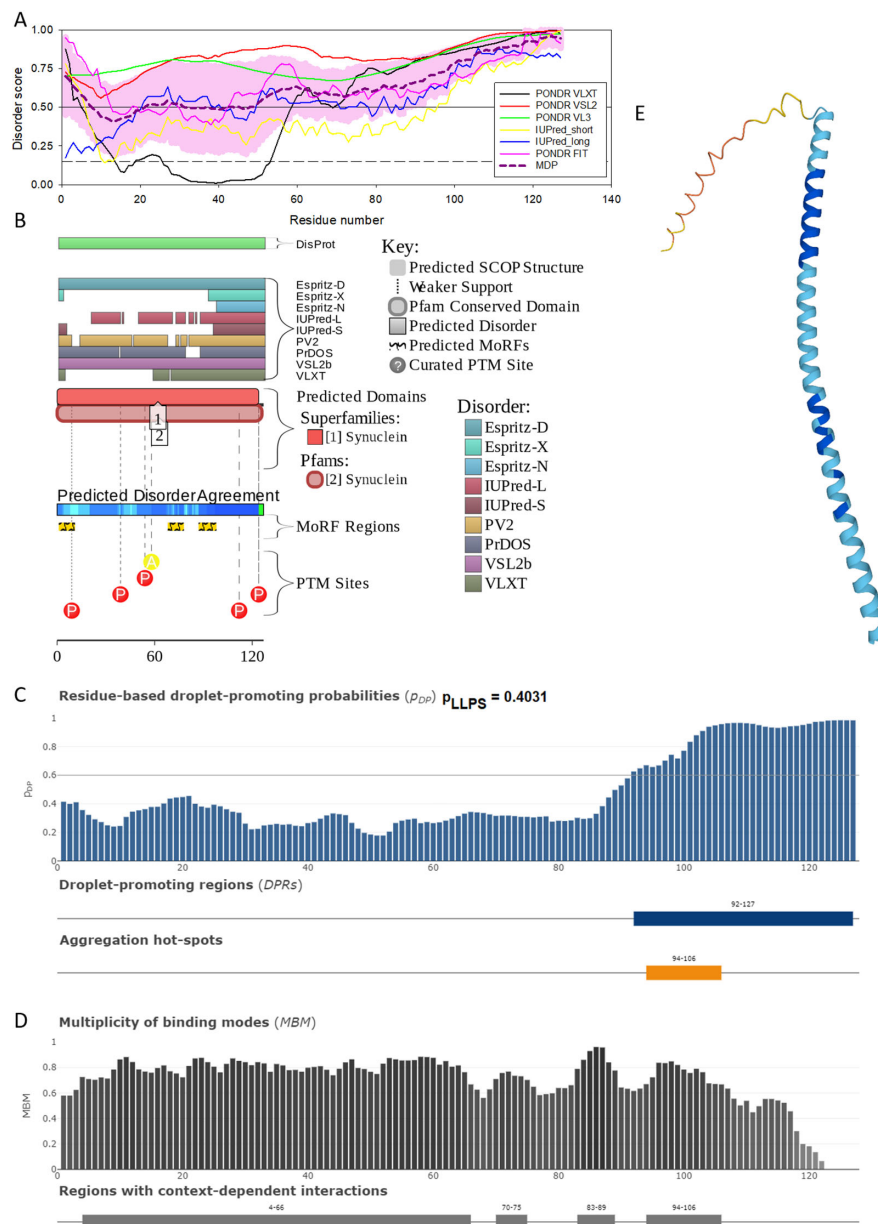 A
1.00
0.75
0.50
0.25
0.00
Disorder score
PONDR VLXT
PONDR VSL2
PONDR VL3
IUPred_short
IUPred_long
PONDR FIT
MDP
0 20 40 60 80 100 120 140
Residue number
E
B
DisProt
Espritz-D
Espritz-X
Espritz-N
IUPred-L
IUPred-S
PV2
PrDOS
VSL2b
VLXT
Key:
Predicted SCOP Structure
Weaker Support
Pfam Conserved Domain
Predicted Disorder
Predicted MoRFs
? Curated PTM Site
1
2
Predicted Domains
Superfamilies:
[1] Synuclein
Pfams:
[2] Synuclein
Disorder:
Espritz-D
Espritz-X
Espritz-N
IUPred-L
IUPred-S
PV2
PrDOS
VSL2b
VLXT
Predicted Disorder Agreement
MoRF Regions
A
P
P
P
P
P
PTM Sites
0 60 120
C
Residue-based droplet-promoting probabilities (pDP) pLLPS = 0.4031
1
0.8
0.6
0.4
0.2
0
pDP
0 20 40 60 80 100 120
Droplet-promoting regions (DPRs)
92-127
Aggregation hot-spots
94-106
D
Multiplicity of binding modes (MBM)
1
0.8
0.6
0.4
0.2
0
MBM
0 20 40 60 80 100 120
Regions with context-dependent interactions
4-66 70-75 83-89 94-106